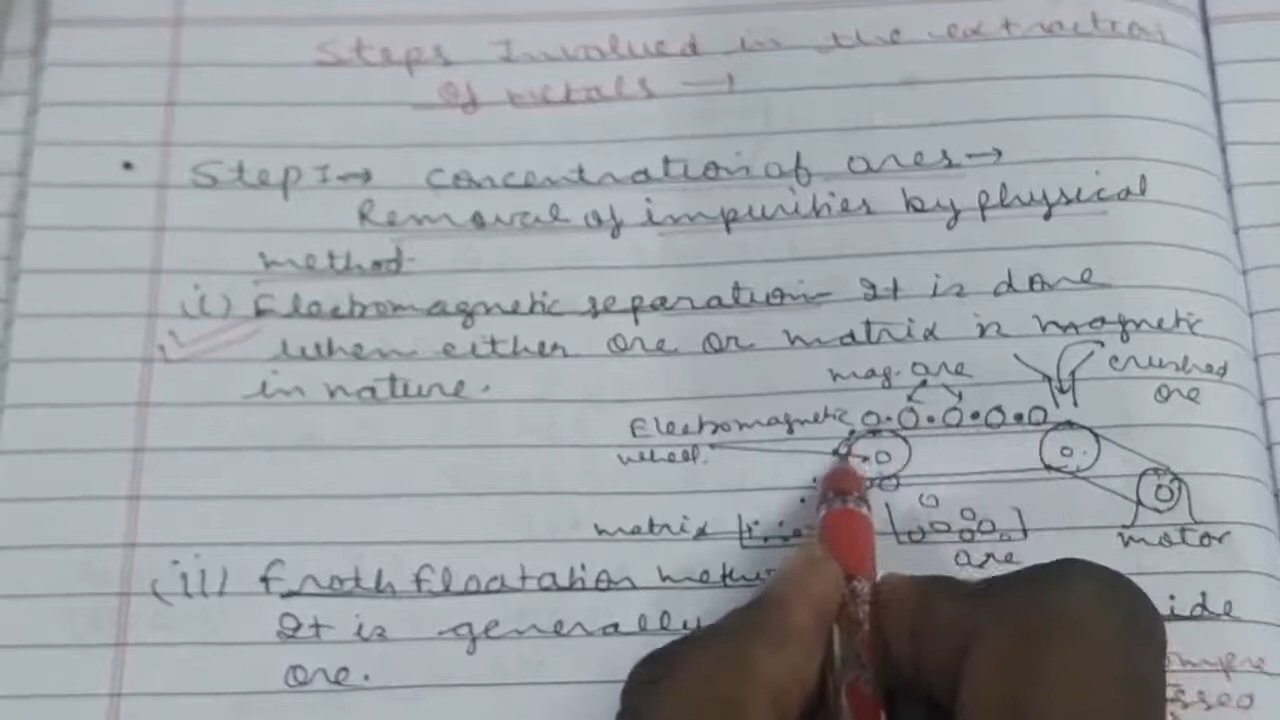 Steps Involved in the extraction
of metals →
• Step I → concentration of ores →
Removal of impurities by physical
method.
(i) Electromagnetic separation - It is done
when either ore or matrix is magnetic
in nature.
mag. ore
crushed
ore
Electromagnetic
wheel.
matrix
ore
motor
(ii) froth floatation
It is generally
ide
ore.